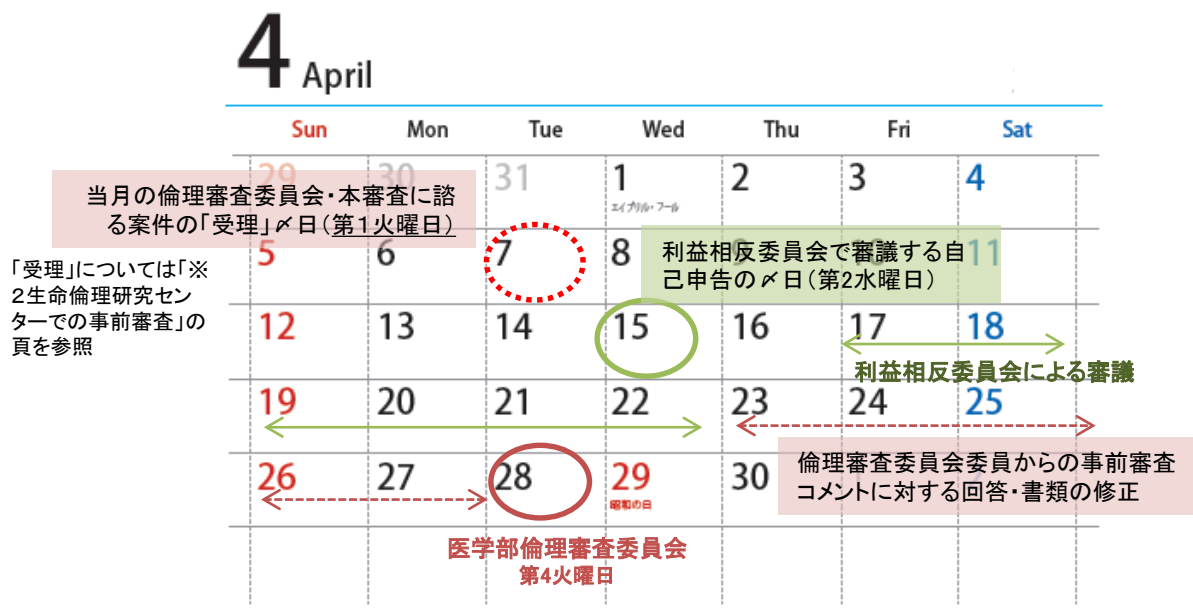 4 April
Sun Mon Tue Wed Thu Fri Sat
29 30 31 1 2 3 4
エイプリル・フール
当月の倫理審査委員会・本審査に諮
る案件の「受理」〆日(第1火曜日)
5 6 7 8 9 10 11
利益相反委員会で審議する自
己申告の〆日(第2水曜日)
「受理」については「※
2生命倫理研究セン
ターでの事前審査」の
頁を参照
12 13 14 15 16 17 18
利益相反委員会による審議
19 20 21 22 23 24 25
26 27 28 29 30
昭和の日
倫理審査委員会委員からの事前審査
コメントに対する回答・書類の修正
医学部倫理審査委員会
第4火曜日